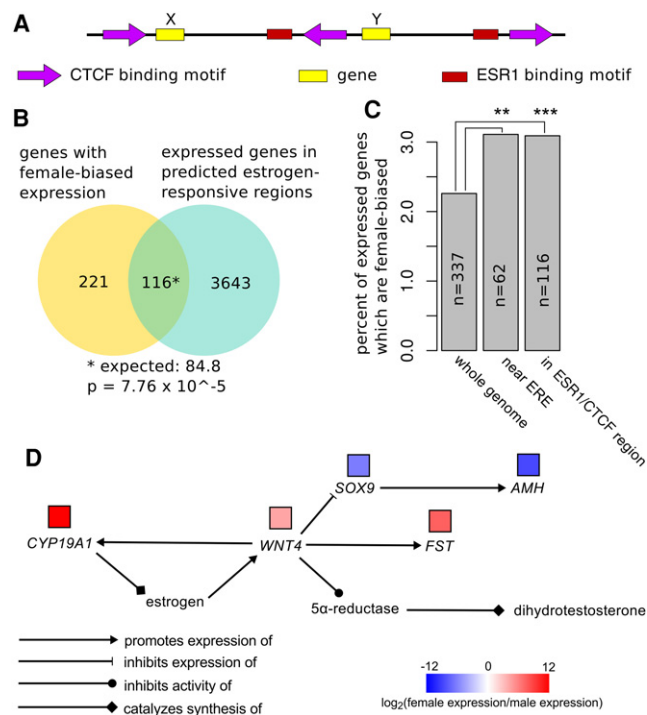 A
X
Y
CTCF binding motif
gene
ESR1 binding motif
B
genes with
female-biased
expression
expressed genes in
predicted estrogen-
responsive regions
221
116*
3643
* expected: 84.8
p = 7.76 x 10^-5
C
**
***
percent of expressed genes
which are female-biased
3.0
2.0
1.0
0.0
n=337
n=62
n=116
whole genome
near ERE
in ESR1/CTCF region
D
SOX9
AMH
CYP19A1
WNT4
FST
estrogen
5α-reductase
dihydrotestosterone
promotes expression of
inhibits expression of
inhibits activity of
catalyzes synthesis of
-12
0
12
log2(female expression/male expression)